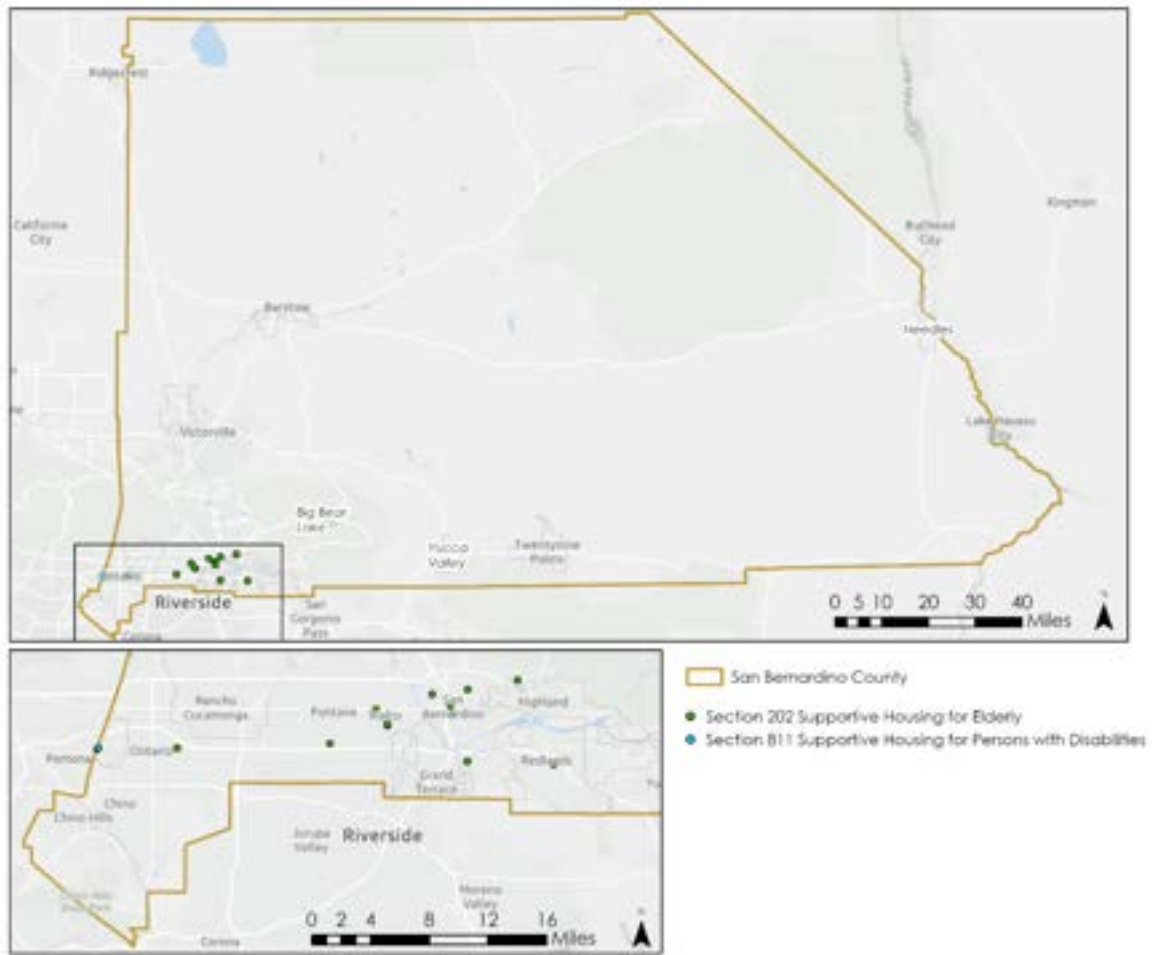 Ridgecrest
California
City
Bullhead
City
Kingman
Barstow
Needles
Victorville
Lake Havasu
City
Big Bear
Lake
Yucca
Valley
Twentynine
Palms
Ontario
Riverside
San
Gorgonio
Pass
Corona
0 5 10 20 30 40
Miles
N
Rancho
Cucamonga
Fontana
Rialto
San
Bernardino
Highland
Pomona
Ontario
Grand
Terrace
Redlands
Chino
Chino Hills
Jurupa
Valley
Riverside
Moreno
Valley
Corona
0 2 4 8 12 16
Miles
N
San Bernardino County
Section 202 Supportive Housing for Elderly
Section 811 Supportive Housing for Persons with Disabilities